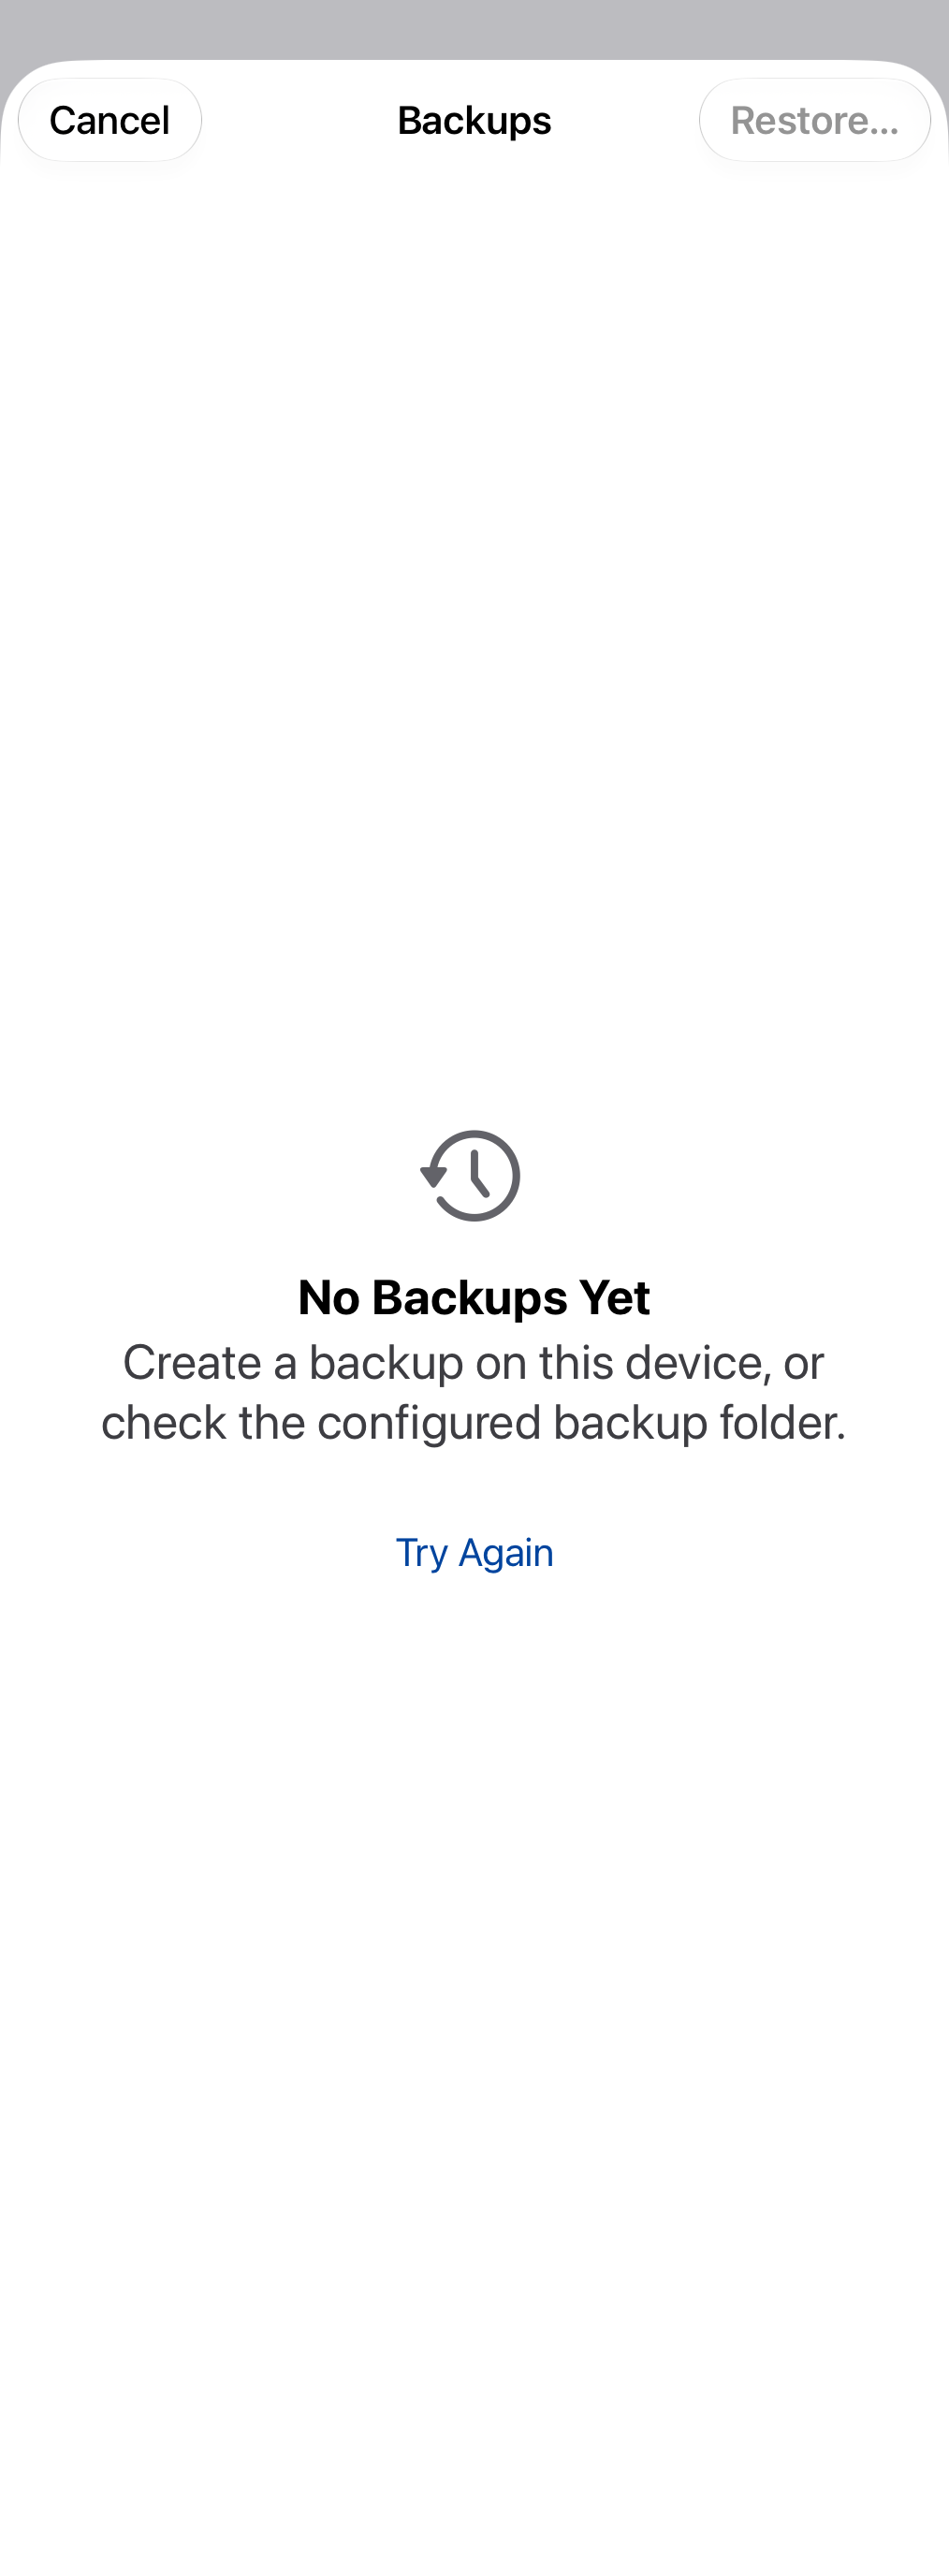 Cancel
Backups
Restore...
No Backups Yet
Create a backup on this device, or
check the configured backup folder.
Try Again